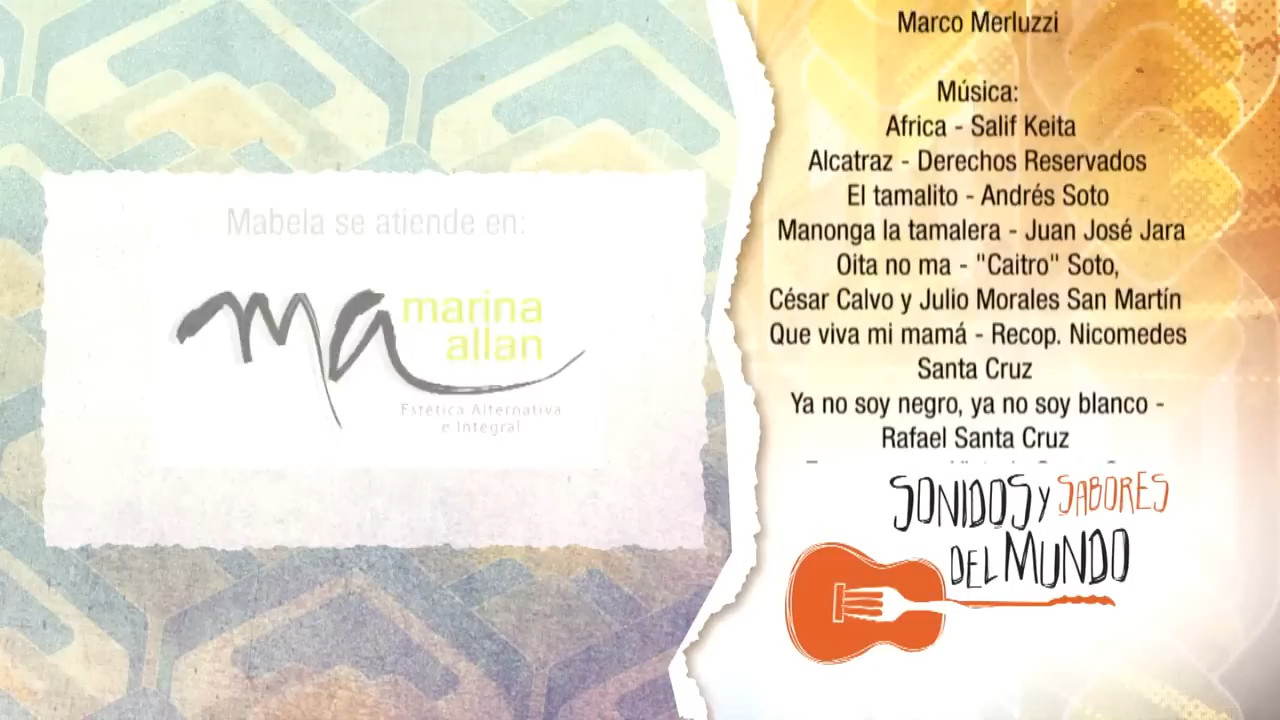 Mabela se atiende en:
ma marina
allan
Estética Alternativa
e Integral
Marco Merluzzi
Música:
Africa - Salif Keita
Alcatraz - Derechos Reservados
El tamalito - Andrés Soto
Manonga la tamalera - Juan José Jara
Oita no ma - "Caitro" Soto,
César Calvo y Julio Morales San Martín
Que viva mi mamá - Recop. Nicomedes
Santa Cruz
Ya no soy negro, ya no soy blanco -
Rafael Santa Cruz
SONIDOS y SABORES
DEL MUNDO